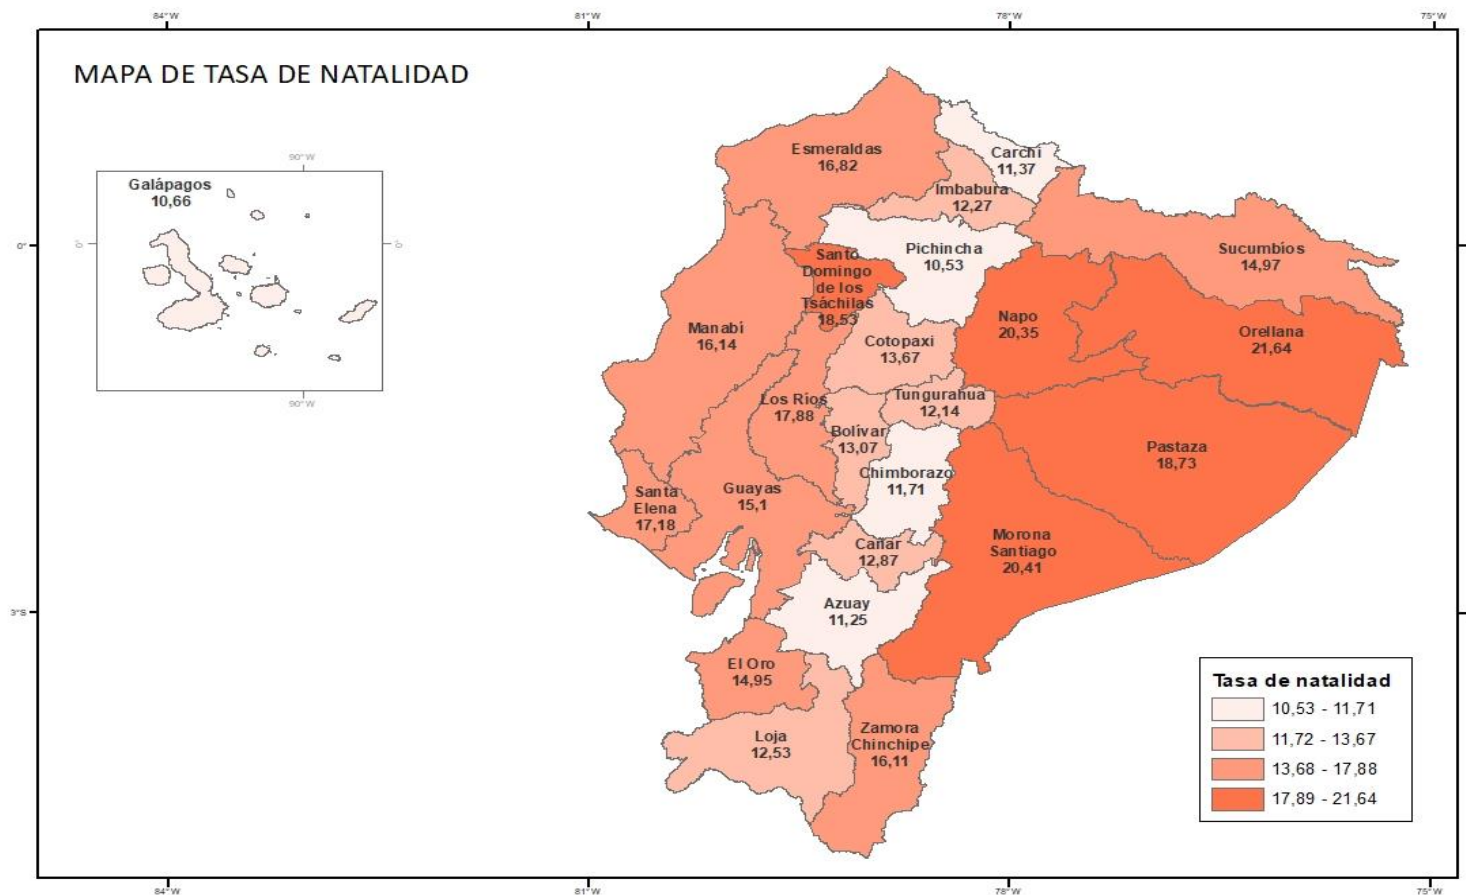 84°W
81°W
78°W
75°W
MAPA DE TASA DE NATALIDAD
90°W
Galápagos
10,66
0°
0°
90°W
0°
3°S
Esmeraldas
16,82
Carchi
11,37
Imbabura
12,27
Pichincha
10,53
Sucumbíos
14,97
Santo
Domingo
de los
Tsáchilas
18,53
Napo
20,35
Orellana
21,64
Manabí
16,14
Cotopaxi
13,67
Los Ríos
17,88
Tungurahua
12,14
Bolívar
13,07
Pastaza
18,73
Chimborazo
11,71
Santa
Elena
17,18
Guayas
15,1
Morona
Santiago
20,41
Cañar
12,87
Azuay
11,25
El Oro
14,95
Loja
12,53
Zamora
Chinchipe
16,11
Tasa de natalidad
10,53 - 11,71
11,72 - 13,67
13,68 - 17,88
17,89 - 21,64
84°W
81°W
78°W
75°W